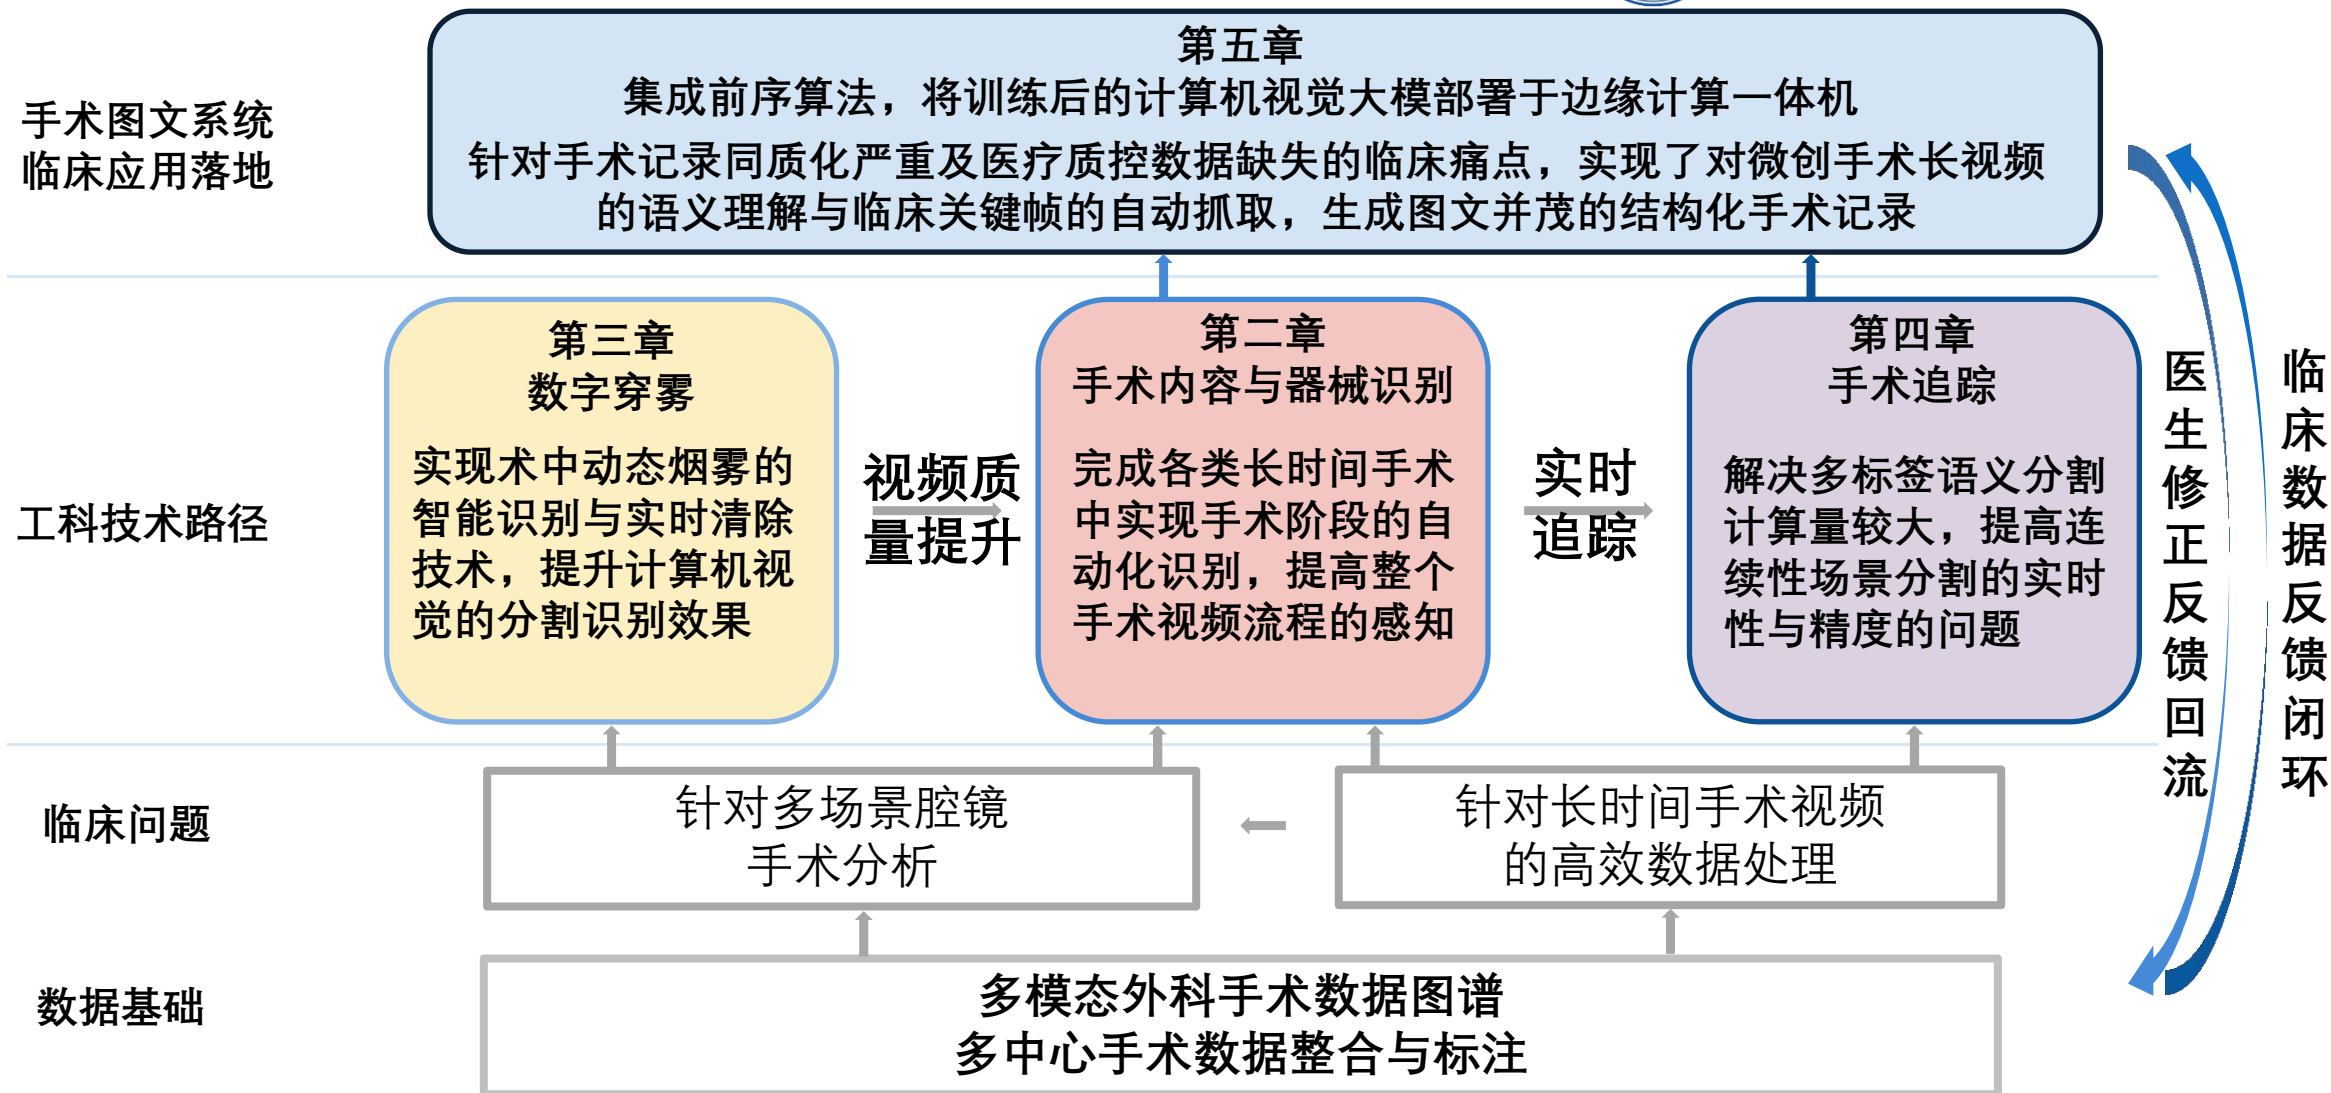 手术图文系统
临床应用落地
第五章
集成前序算法，将训练后的计算机视觉大模部署于边缘计算一体机
针对手术记录同质化严重及医疗质控数据缺失的临床痛点，实现了对微创手术长视频
的语义理解与临床关键帧的自动抓取，生成图文并茂的结构化手术记录
工科技术路径
第三章
数字穿雾
实现术中动态烟雾的
智能识别与实时清除
技术，提升计算机视
觉的分割识别效果
视频质
量提升
第二章
手术内容与器械识别
完成各类长时间手术
中实现手术阶段的自
动化识别，提高整个
手术视频流程的感知
实时
追踪
第四章
手术追踪
解决多标签语义分割
计算量较大，提高连
续性场景分割的实时
性与精度的问题
医生修正反馈回流
临床数据反馈闭环
临床问题
针对多场景腔镜
手术分析
针对长时间手术视频
的高效数据处理
数据基础
多模态外科手术数据图谱
多中心手术数据整合与标注